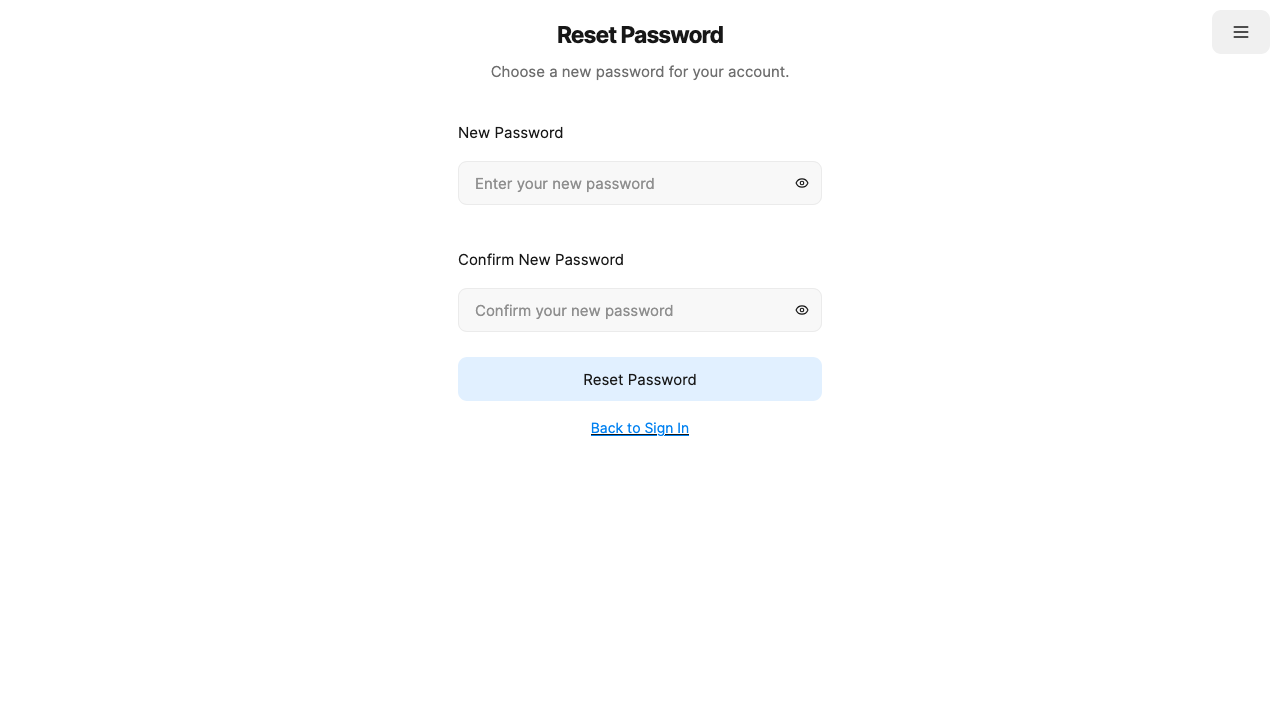 Reset Password
Choose a new password for your account.
New Password
Enter your new password
Confirm New Password
Confirm your new password
Reset Password
Back to Sign In